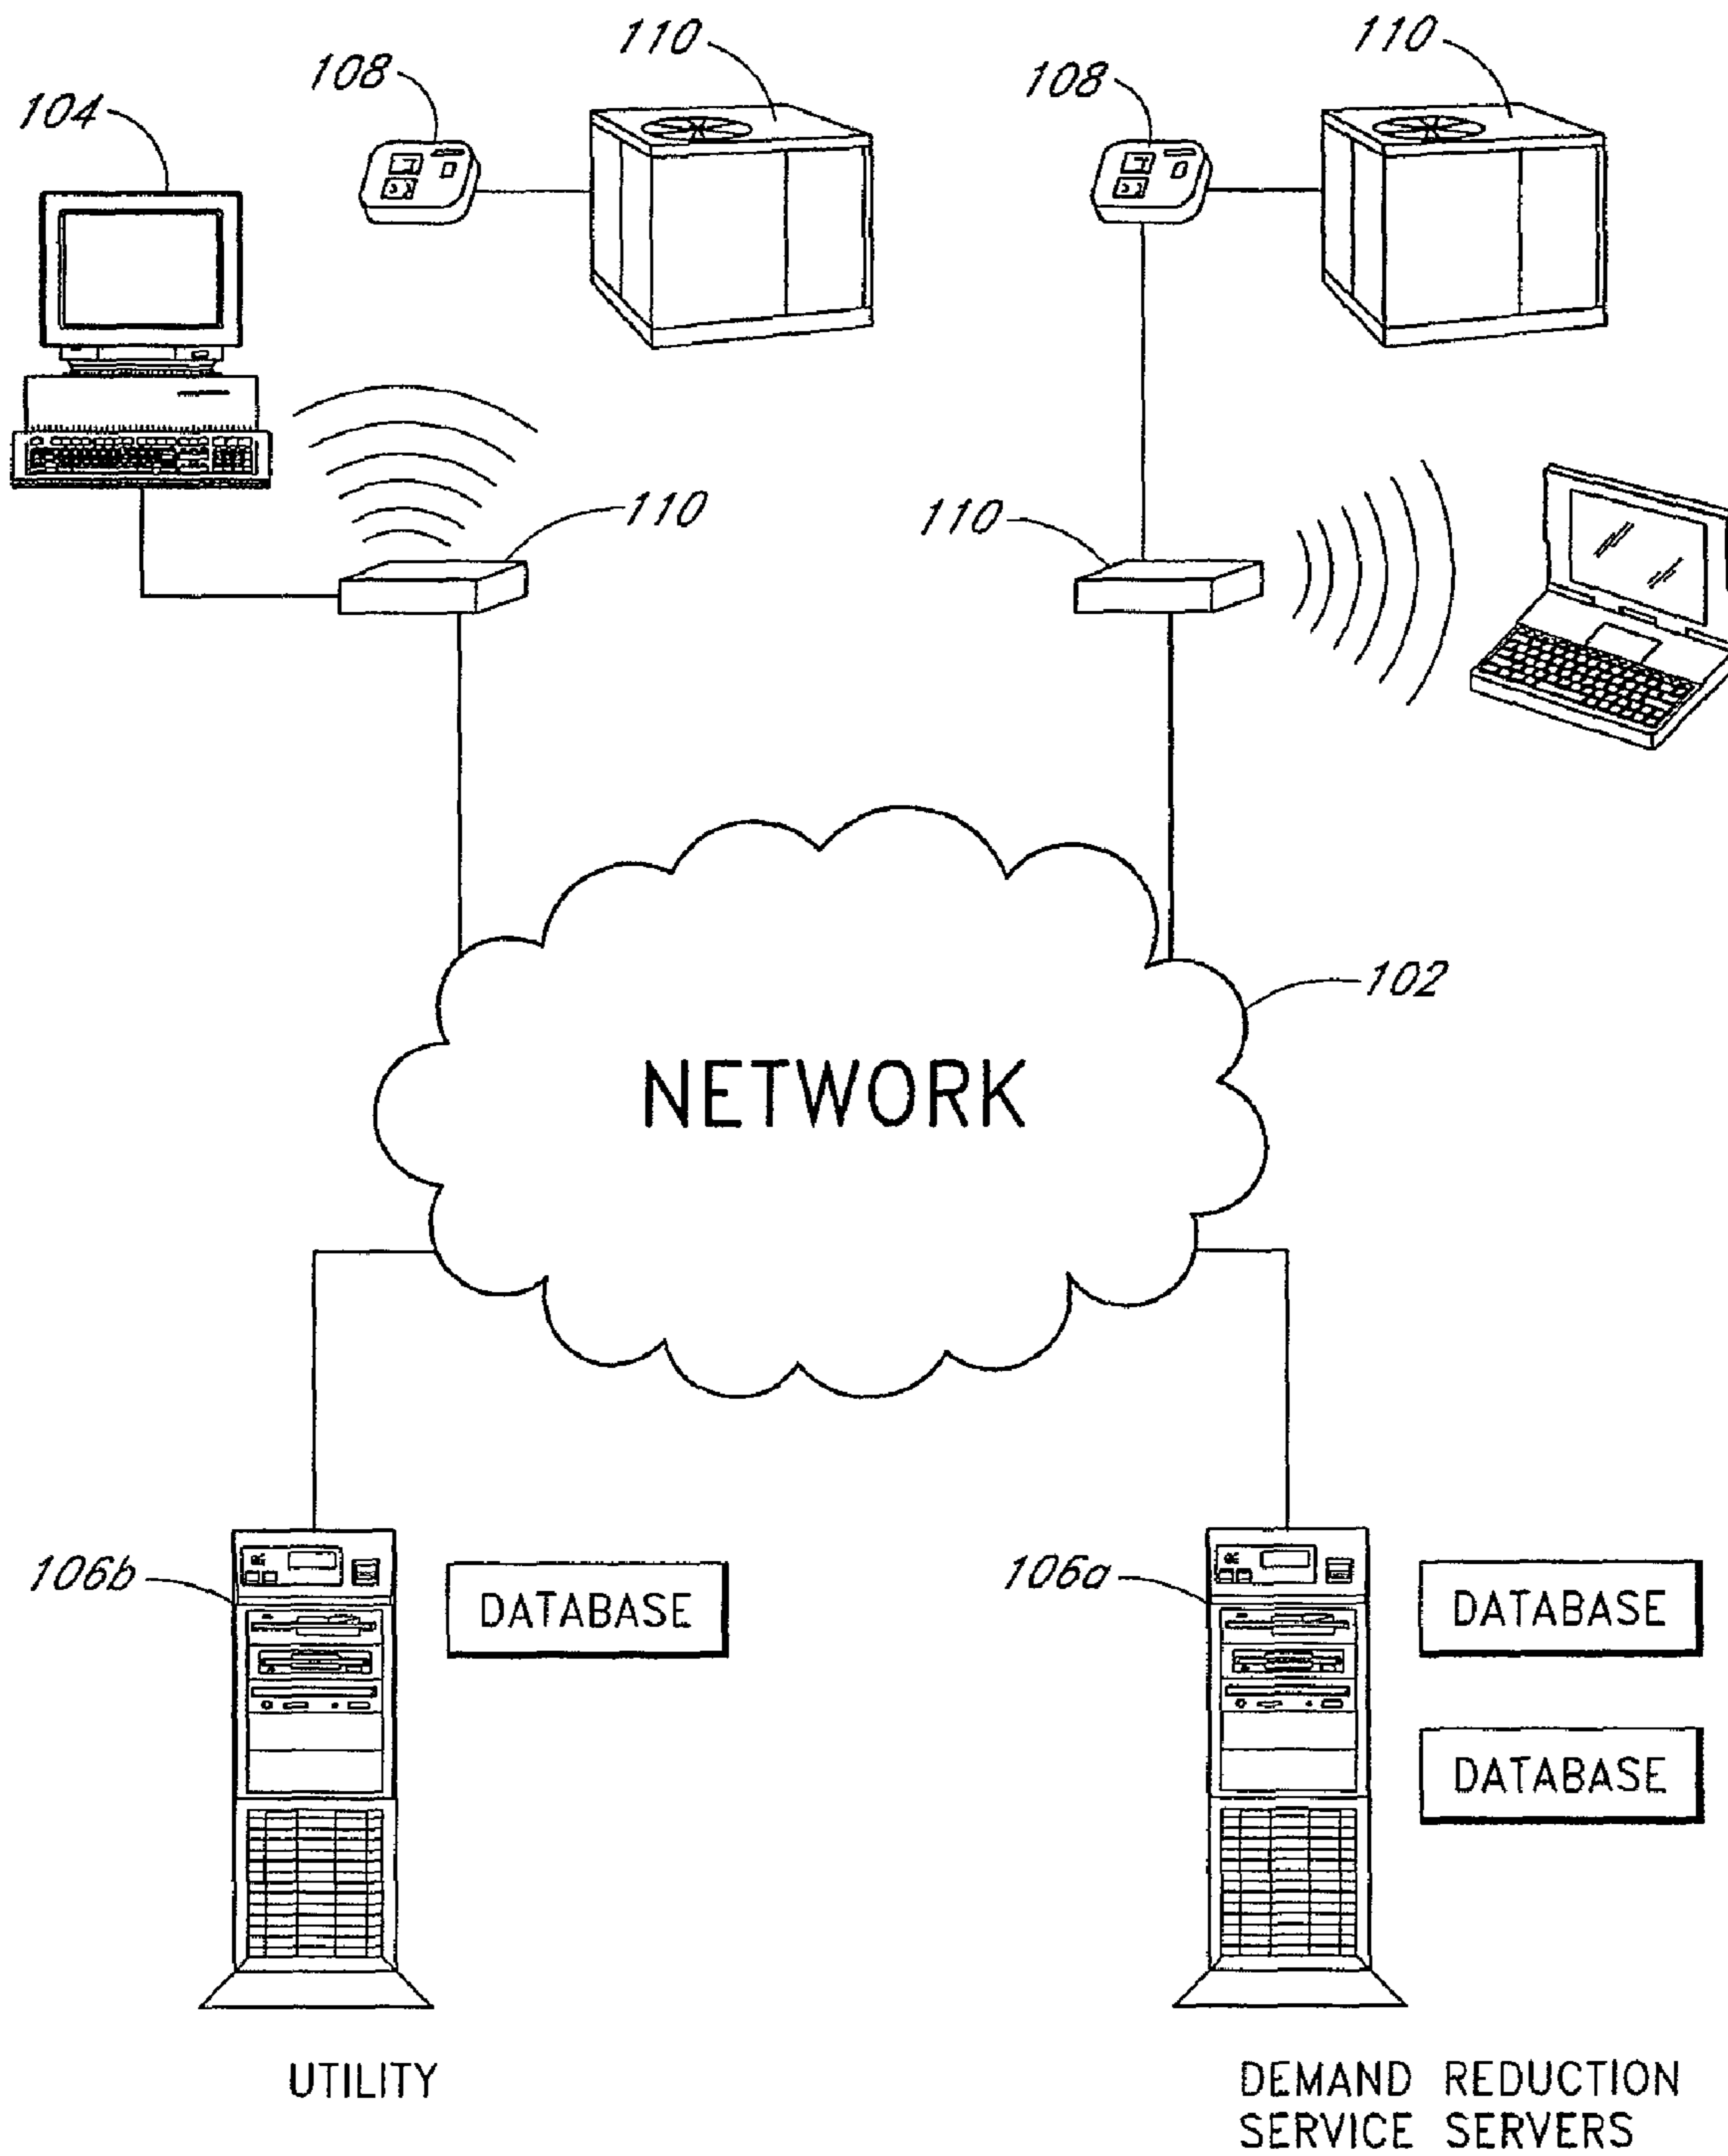 110
110
108
108
104
110
110
102
NETWORK
106b
DATABASE
106a
DATABASE
DATABASE
UTILITY
DEMAND REDUCTION
SERVICE SERVERS